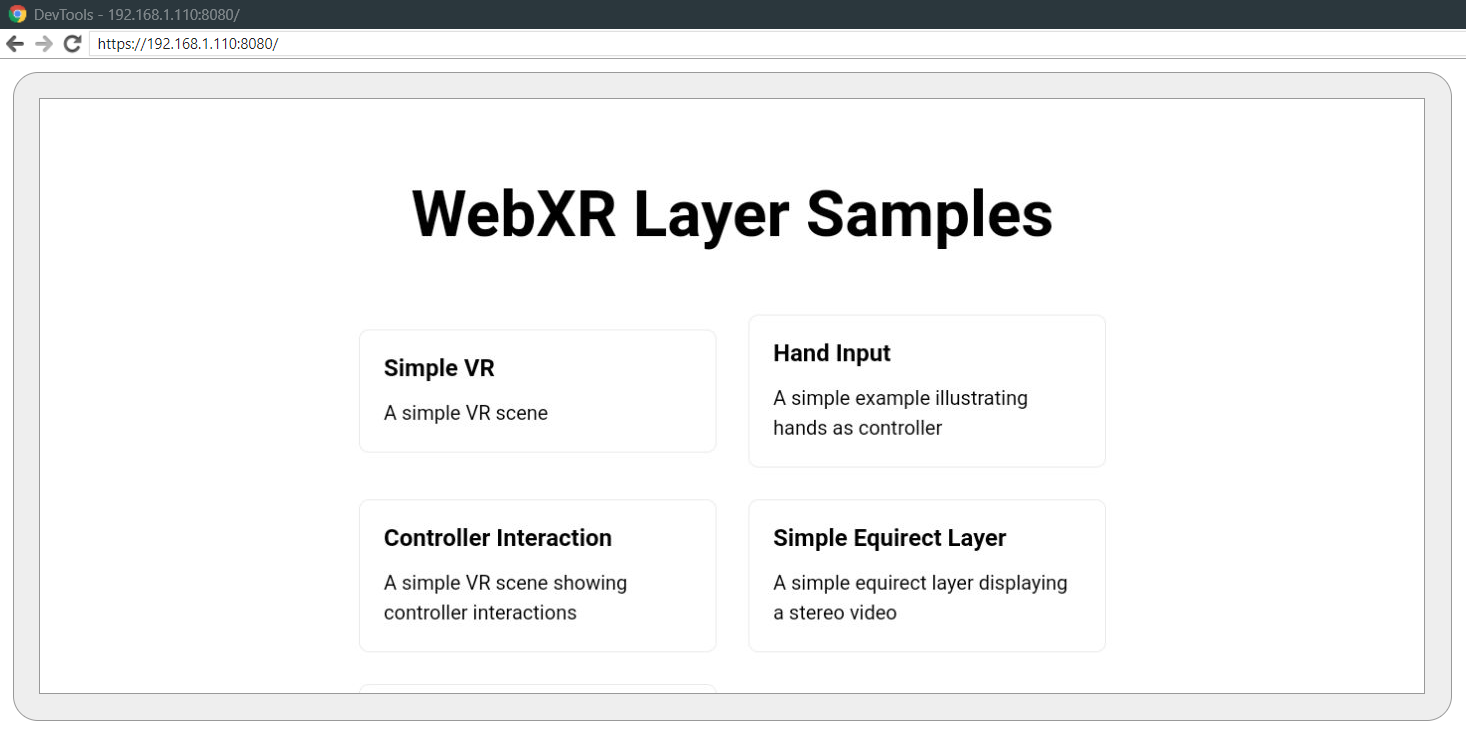 DevTools - 192.168.1.110:8080/
https://192.168.1.110:8080/
WebXR Layer Samples
Simple VR
A simple VR scene
Hand Input
A simple example illustrating
hands as controller
Controller Interaction
A simple VR scene showing
controller interactions
Simple Equirect Layer
A simple equirect layer displaying
a stereo video